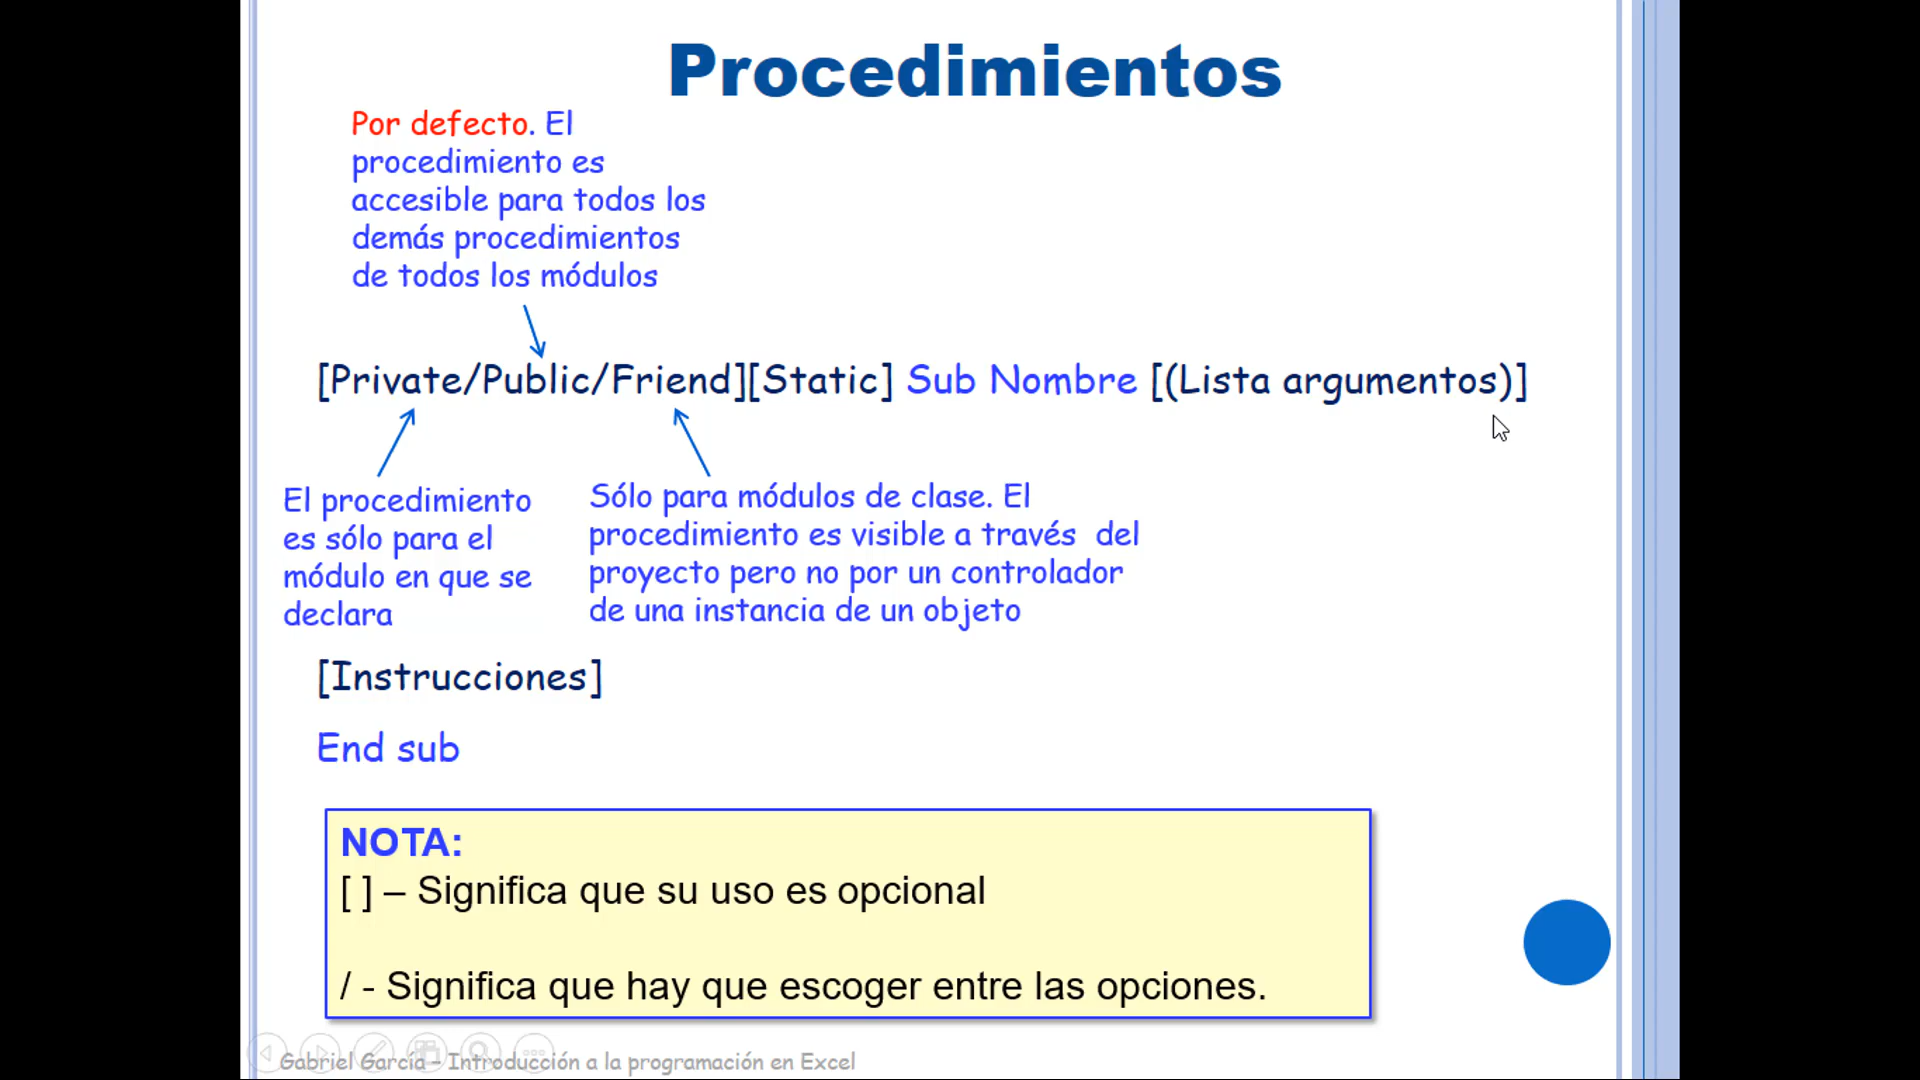 Procedimientos
Por defecto. El
procedimiento es
accesible para todos los
demás procedimientos
de todos los módulos
[Private/Public/Friend][Static] Sub Nombre [(Lista argumentos)]
El procedimiento
es sólo para el
módulo en que se
declara
Sólo para módulos de clase. El
procedimiento es visible a través  del
proyecto pero no por un controlador
de una instancia de un objeto
[Instrucciones]
End sub
NOTA:
[ ] – Significa que su uso es opcional
/ - Significa que hay que escoger entre las opciones.
Gabriel García – Introducción a la programación en Excel